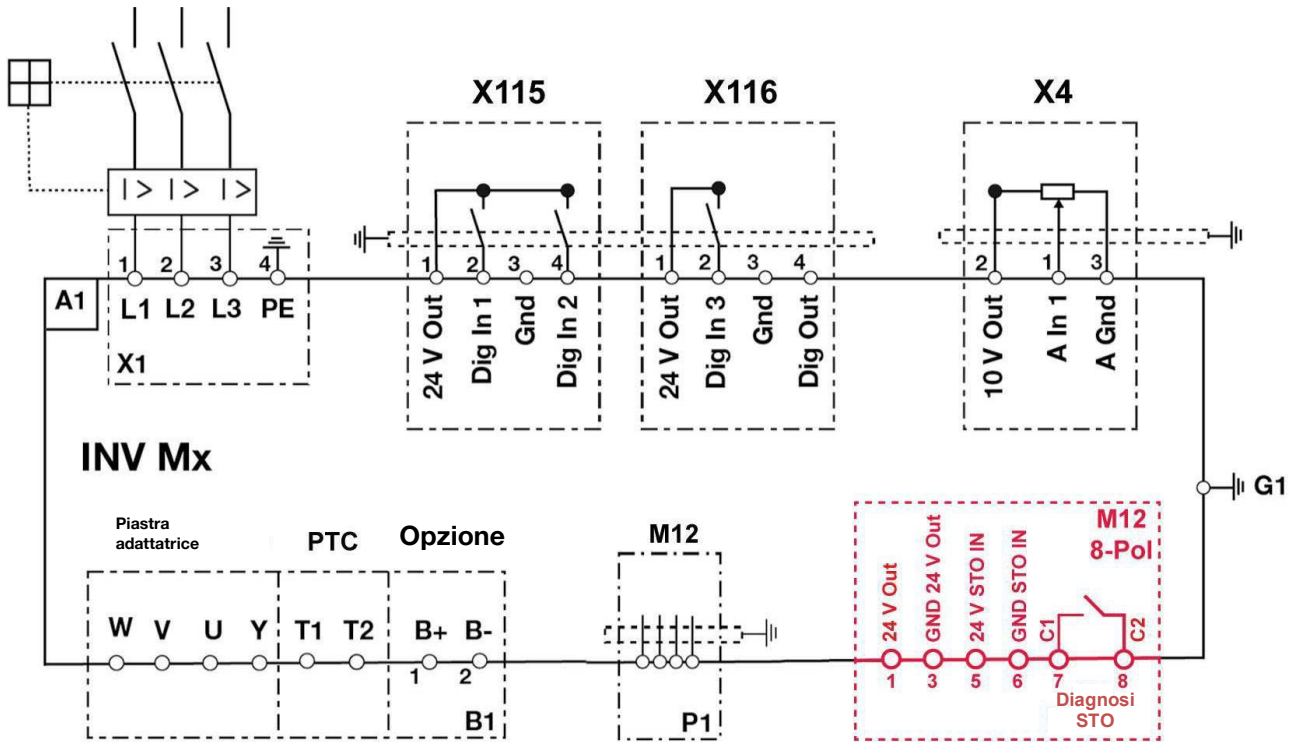 X115
X116
X4
I> I> I>
1 2 3 4
L1 L2 L3 PE
X1
A1
1 2 3 4
24 V Out
Dig In 1
Gnd
Dig In 2
1 2 3 4
24 V Out
Dig In 3
Gnd
Dig Out
2 1 3
10 V Out
A In 1
A Gnd
INV Mx
G1
Piastra
adattatrice
PTC
Opzione
W V U Y T1 T2 B+ B-
1 2
B1
M12
P1
M12
8-Pol
24 V Out
GND 24 V Out
24 V STO IN
GND STO IN
C1
C2
1 3 5 6 7 8
Diagnosi
STO